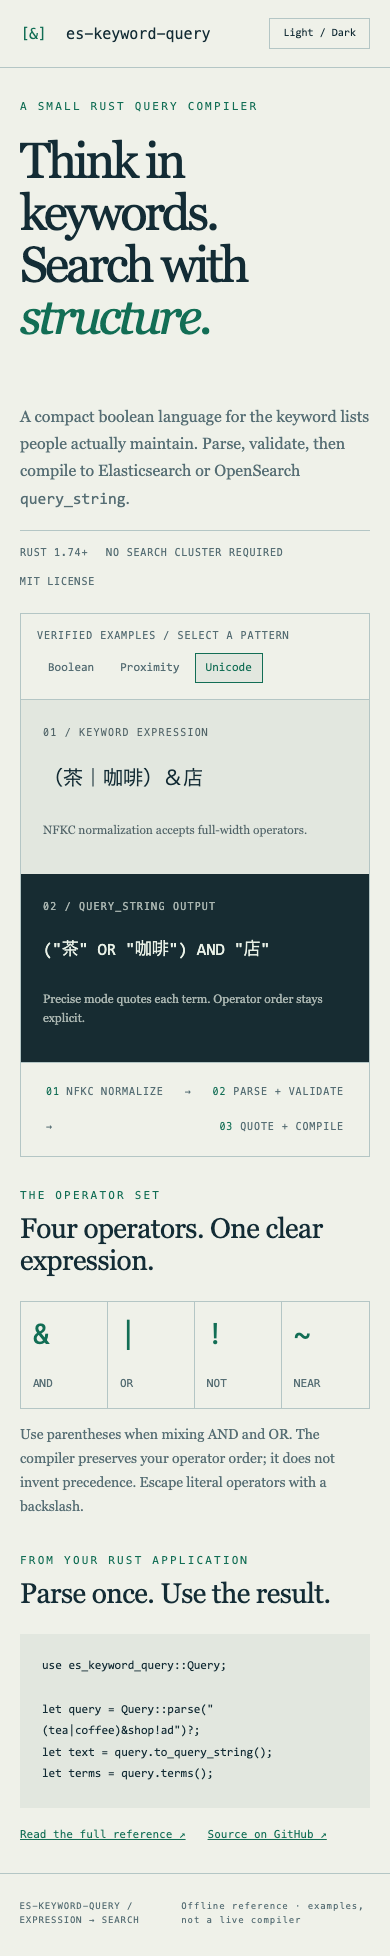 [&] es-keyword-query Light / Dark
A SMALL RUST QUERY COMPILER
Think in
keywords.
Search with
structure.
A compact boolean language for the keyword lists
people actually maintain. Parse, validate, then
compile to Elasticsearch or OpenSearch
query_string.
RUST 1.74+ NO SEARCH CLUSTER REQUIRED
MIT LICENSE
VERIFIED EXAMPLES / SELECT A PATTERN
Boolean Proximity Unicode
01 / KEYWORD EXPRESSION
（茶｜咖啡）＆店
NFKC normalization accepts full-width operators.
02 / QUERY_STRING OUTPUT
("茶" OR "咖啡") AND "店"
Precise mode quotes each term. Operator order stays
explicit.
01 NFKC NORMALIZE → 02 PARSE + VALIDATE
→ 03 QUOTE + COMPILE
THE OPERATOR SET
Four operators. One clear
expression.
& | ! ~
AND OR NOT NEAR
Use parentheses when mixing AND and OR. The
compiler preserves your operator order; it does not
invent precedence. Escape literal operators with a
backslash.
FROM YOUR RUST APPLICATION
Parse once. Use the result.
use es_keyword_query::Query;
let query = Query::parse("
(tea|coffee)&shop!ad")?;
let text = query.to_query_string();
let terms = query.terms();
Read the full reference ↗ Source on GitHub ↗
ES-KEYWORD-QUERY /
EXPRESSION → SEARCH
Offline reference · examples,
not a live compiler